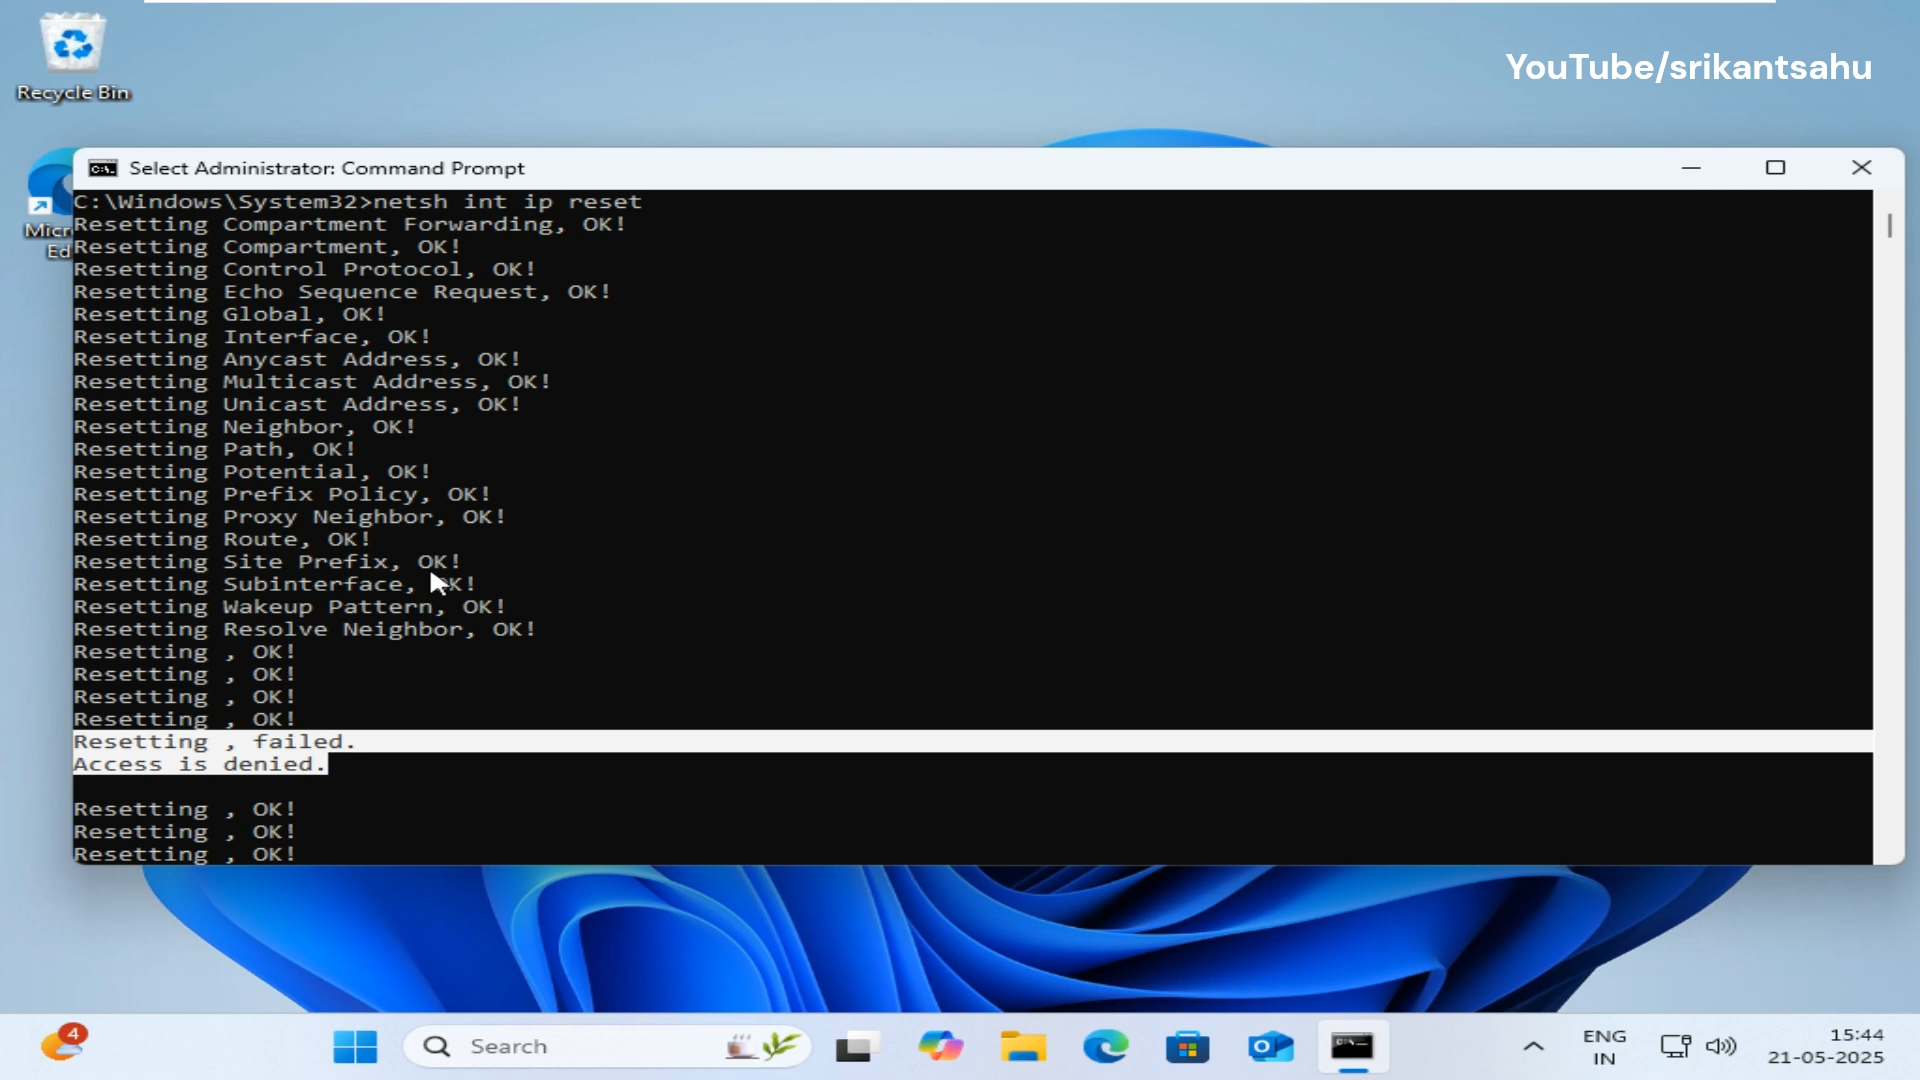 Recycle Bin
YouTube/srikantsahu
Micr
Ed
Select Administrator: Command Prompt
C:\Windows\System32>netsh int ip reset
Resetting Compartment Forwarding, OK!
Resetting Compartment, OK!
Resetting Control Protocol, OK!
Resetting Echo Sequence Request, OK!
Resetting Global, OK!
Resetting Interface, OK!
Resetting Anycast Address, OK!
Resetting Multicast Address, OK!
Resetting Unicast Address, OK!
Resetting Neighbor, OK!
Resetting Path, OK!
Resetting Potential, OK!
Resetting Prefix Policy, OK!
Resetting Proxy Neighbor, OK!
Resetting Route, OK!
Resetting Site Prefix, OK!
Resetting Subinterface, OK!
Resetting Wakeup Pattern, OK!
Resetting Resolve Neighbor, OK!
Resetting , OK!
Resetting , OK!
Resetting , OK!
Resetting , OK!
Resetting , failed.
Access is denied.
Resetting , OK!
Resetting , OK!
Resetting , OK!
4
Search
ENG
IN
15:44
21-05-2025